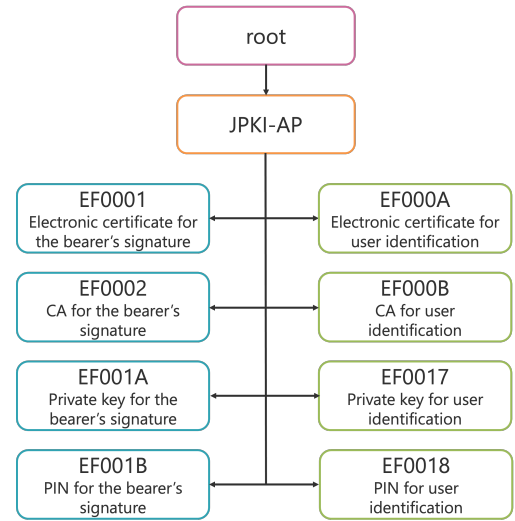 root
JPKI-AP
EF0001
Electronic certificate for
the bearer’s signature
EF000A
Electronic certificate for
user identification
EF0002
CA for the bearer’s
signature
EF000B
CA for user
identification
EF001A
Private key for the
bearer’s signature
EF0017
Private key for user
identification
EF001B
PIN for the bearer’s
signature
EF0018
PIN for user
identification